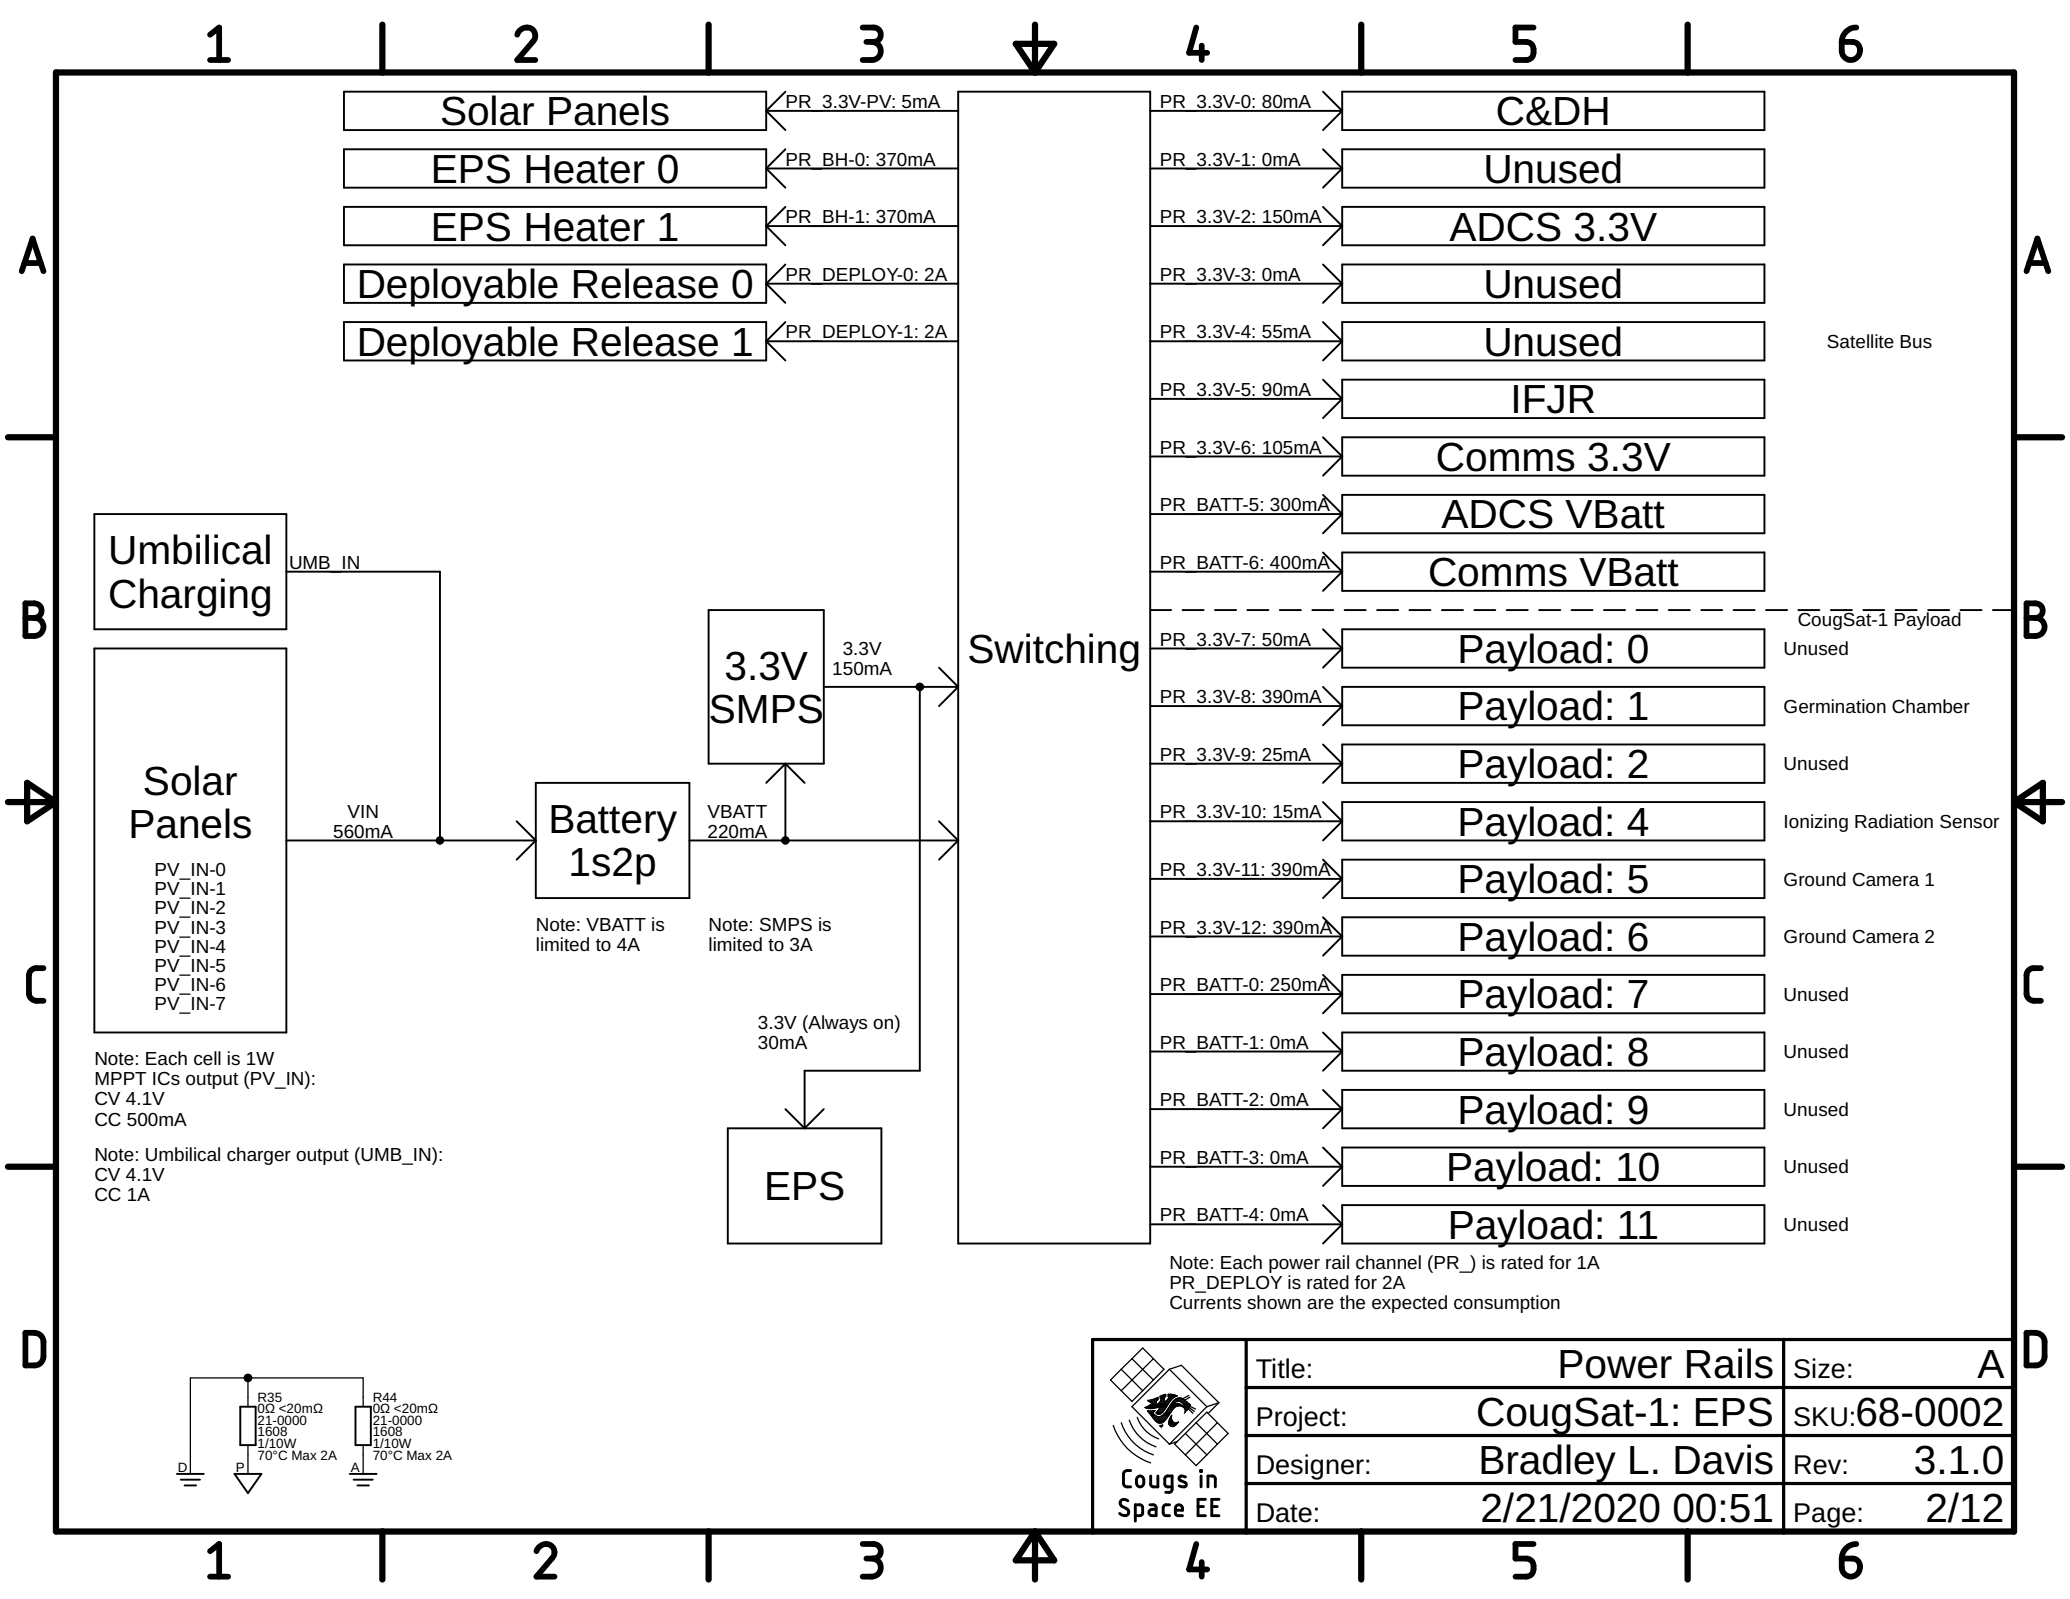 1 2 3 4 5 6
A
B
C
D
A
B
C
D
Solar Panels
PR_3.3V-PV: 5mA
EPS Heater 0
PR_BH-0: 370mA
EPS Heater 1
PR_BH-1: 370mA
Deployable Release 0
PR_DEPLOY-0: 2A
Deployable Release 1
PR_DEPLOY-1: 2A
Umbilical
Charging
UMB_IN
Solar
Panels
PV_IN-0
PV_IN-1
PV_IN-2
PV_IN-3
PV_IN-4
PV_IN-5
PV_IN-6
PV_IN-7
VIN
560mA
Note: Each cell is 1W
MPPT ICs output (PV_IN):
CV 4.1V
CC 500mA
Note: Umbilical charger output (UMB_IN):
CV 4.1V
CC 1A
Battery
1s2p
Note: VBATT is
limited to 4A
VBATT
220mA
3.3V
SMPS
Note: SMPS is
limited to 3A
3.3V
150mA
3.3V (Always on)
30mA
EPS
Switching
PR_3.3V-0: 80mA
C&DH
PR_3.3V-1: 0mA
Unused
PR_3.3V-2: 150mA
ADCS 3.3V
PR_3.3V-3: 0mA
Unused
PR_3.3V-4: 55mA
Unused
Satellite Bus
PR_3.3V-5: 90mA
IFJR
PR_3.3V-6: 105mA
Comms 3.3V
PR_BATT-5: 300mA
ADCS VBatt
PR_BATT-6: 400mA
Comms VBatt
CougSat-1 Payload
PR_3.3V-7: 50mA
Payload: 0
Unused
PR_3.3V-8: 390mA
Payload: 1
Germination Chamber
PR_3.3V-9: 25mA
Payload: 2
Unused
PR_3.3V-10: 15mA
Payload: 4
Ionizing Radiation Sensor
PR_3.3V-11: 390mA
Payload: 5
Ground Camera 1
PR_3.3V-12: 390mA
Payload: 6
Ground Camera 2
PR_BATT-0: 250mA
Payload: 7
Unused
PR_BATT-1: 0mA
Payload: 8
Unused
PR_BATT-2: 0mA
Payload: 9
Unused
PR_BATT-3: 0mA
Payload: 10
Unused
PR_BATT-4: 0mA
Payload: 11
Unused
Note: Each power rail channel (PR_) is rated for 1A
PR_DEPLOY is rated for 2A
Currents shown are the expected consumption
R35
0Ω <20mΩ
21-0000
1608
1/10W
70°C Max 2A
R44
0Ω <20mΩ
21-0000
1608
1/10W
70°C Max 2A
D
P
A
Cougs in
Space EE
Title: Power Rails
Size: A
Project: CougSat-1: EPS
SKU: 68-0002
Designer: Bradley L. Davis
Rev: 3.1.0
Date: 2/21/2020 00:51
Page: 2/12
1 2 3 4 5 6